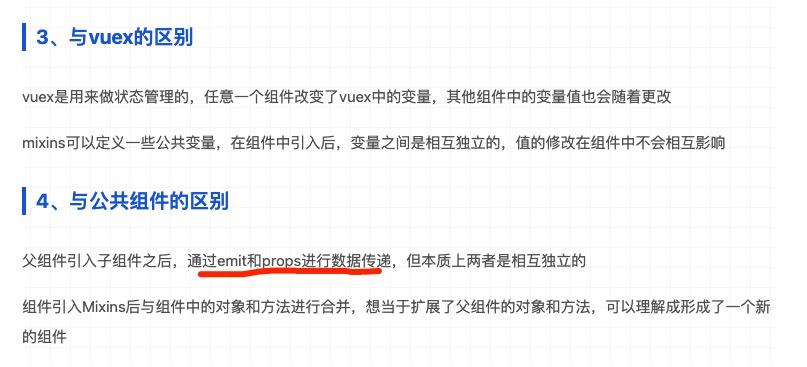 3、与vuex的区别
vuex是用来做状态管理的，任意一个组件改变了vuex中的变量，其他组件中的变量值也会随着更改
mixins可以定义一些公共变量，在组件中引入后，变量之间是相互独立的，值的修改在组件中不会相互影响
4、与公共组件的区别
父组件引入子组件之后，通过emit和props进行数据传递，但本质上两者是相互独立的
组件引入Mixins后与组件中的对象和方法进行合并，想当于扩展了父组件的对象和方法，可以理解成形成了一个新
的组件